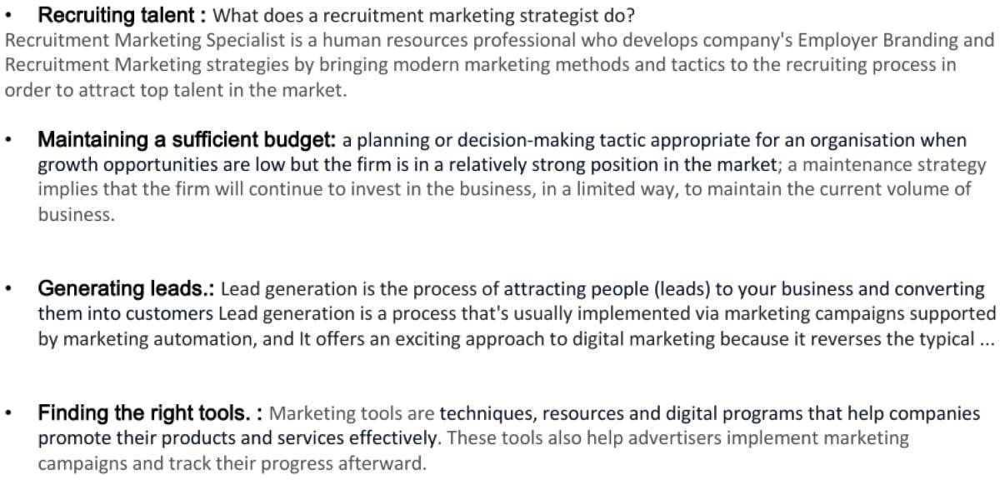 • Recruiting talent : What does a recruitment marketing strategist do?
Recruitment Marketing Specialist is a human resources professional who develops company's Employer Branding and
Recruitment Marketing strategies by bringing modern marketing methods and tactics to the recruiting process in
order to attract top talent in the market.
• Maintaining a sufficient budget: a planning or decision-making tactic appropriate for an organisation when
growth opportunities are low but the firm is in a relatively strong position in the market; a maintenance strategy
implies that the firm will continue to invest in the business, in a limited way, to maintain the current volume of
business.
• Generating leads.: Lead generation is the process of attracting people (leads) to your business and converting
them into customers Lead generation is a process that's usually implemented via marketing campaigns supported
by marketing automation, and It offers an exciting approach to digital marketing because it reverses the typical ...
• Finding the right tools. : Marketing tools are techniques, resources and digital programs that help companies
promote their products and services effectively. These tools also help advertisers implement marketing
campaigns and track their progress afterward.